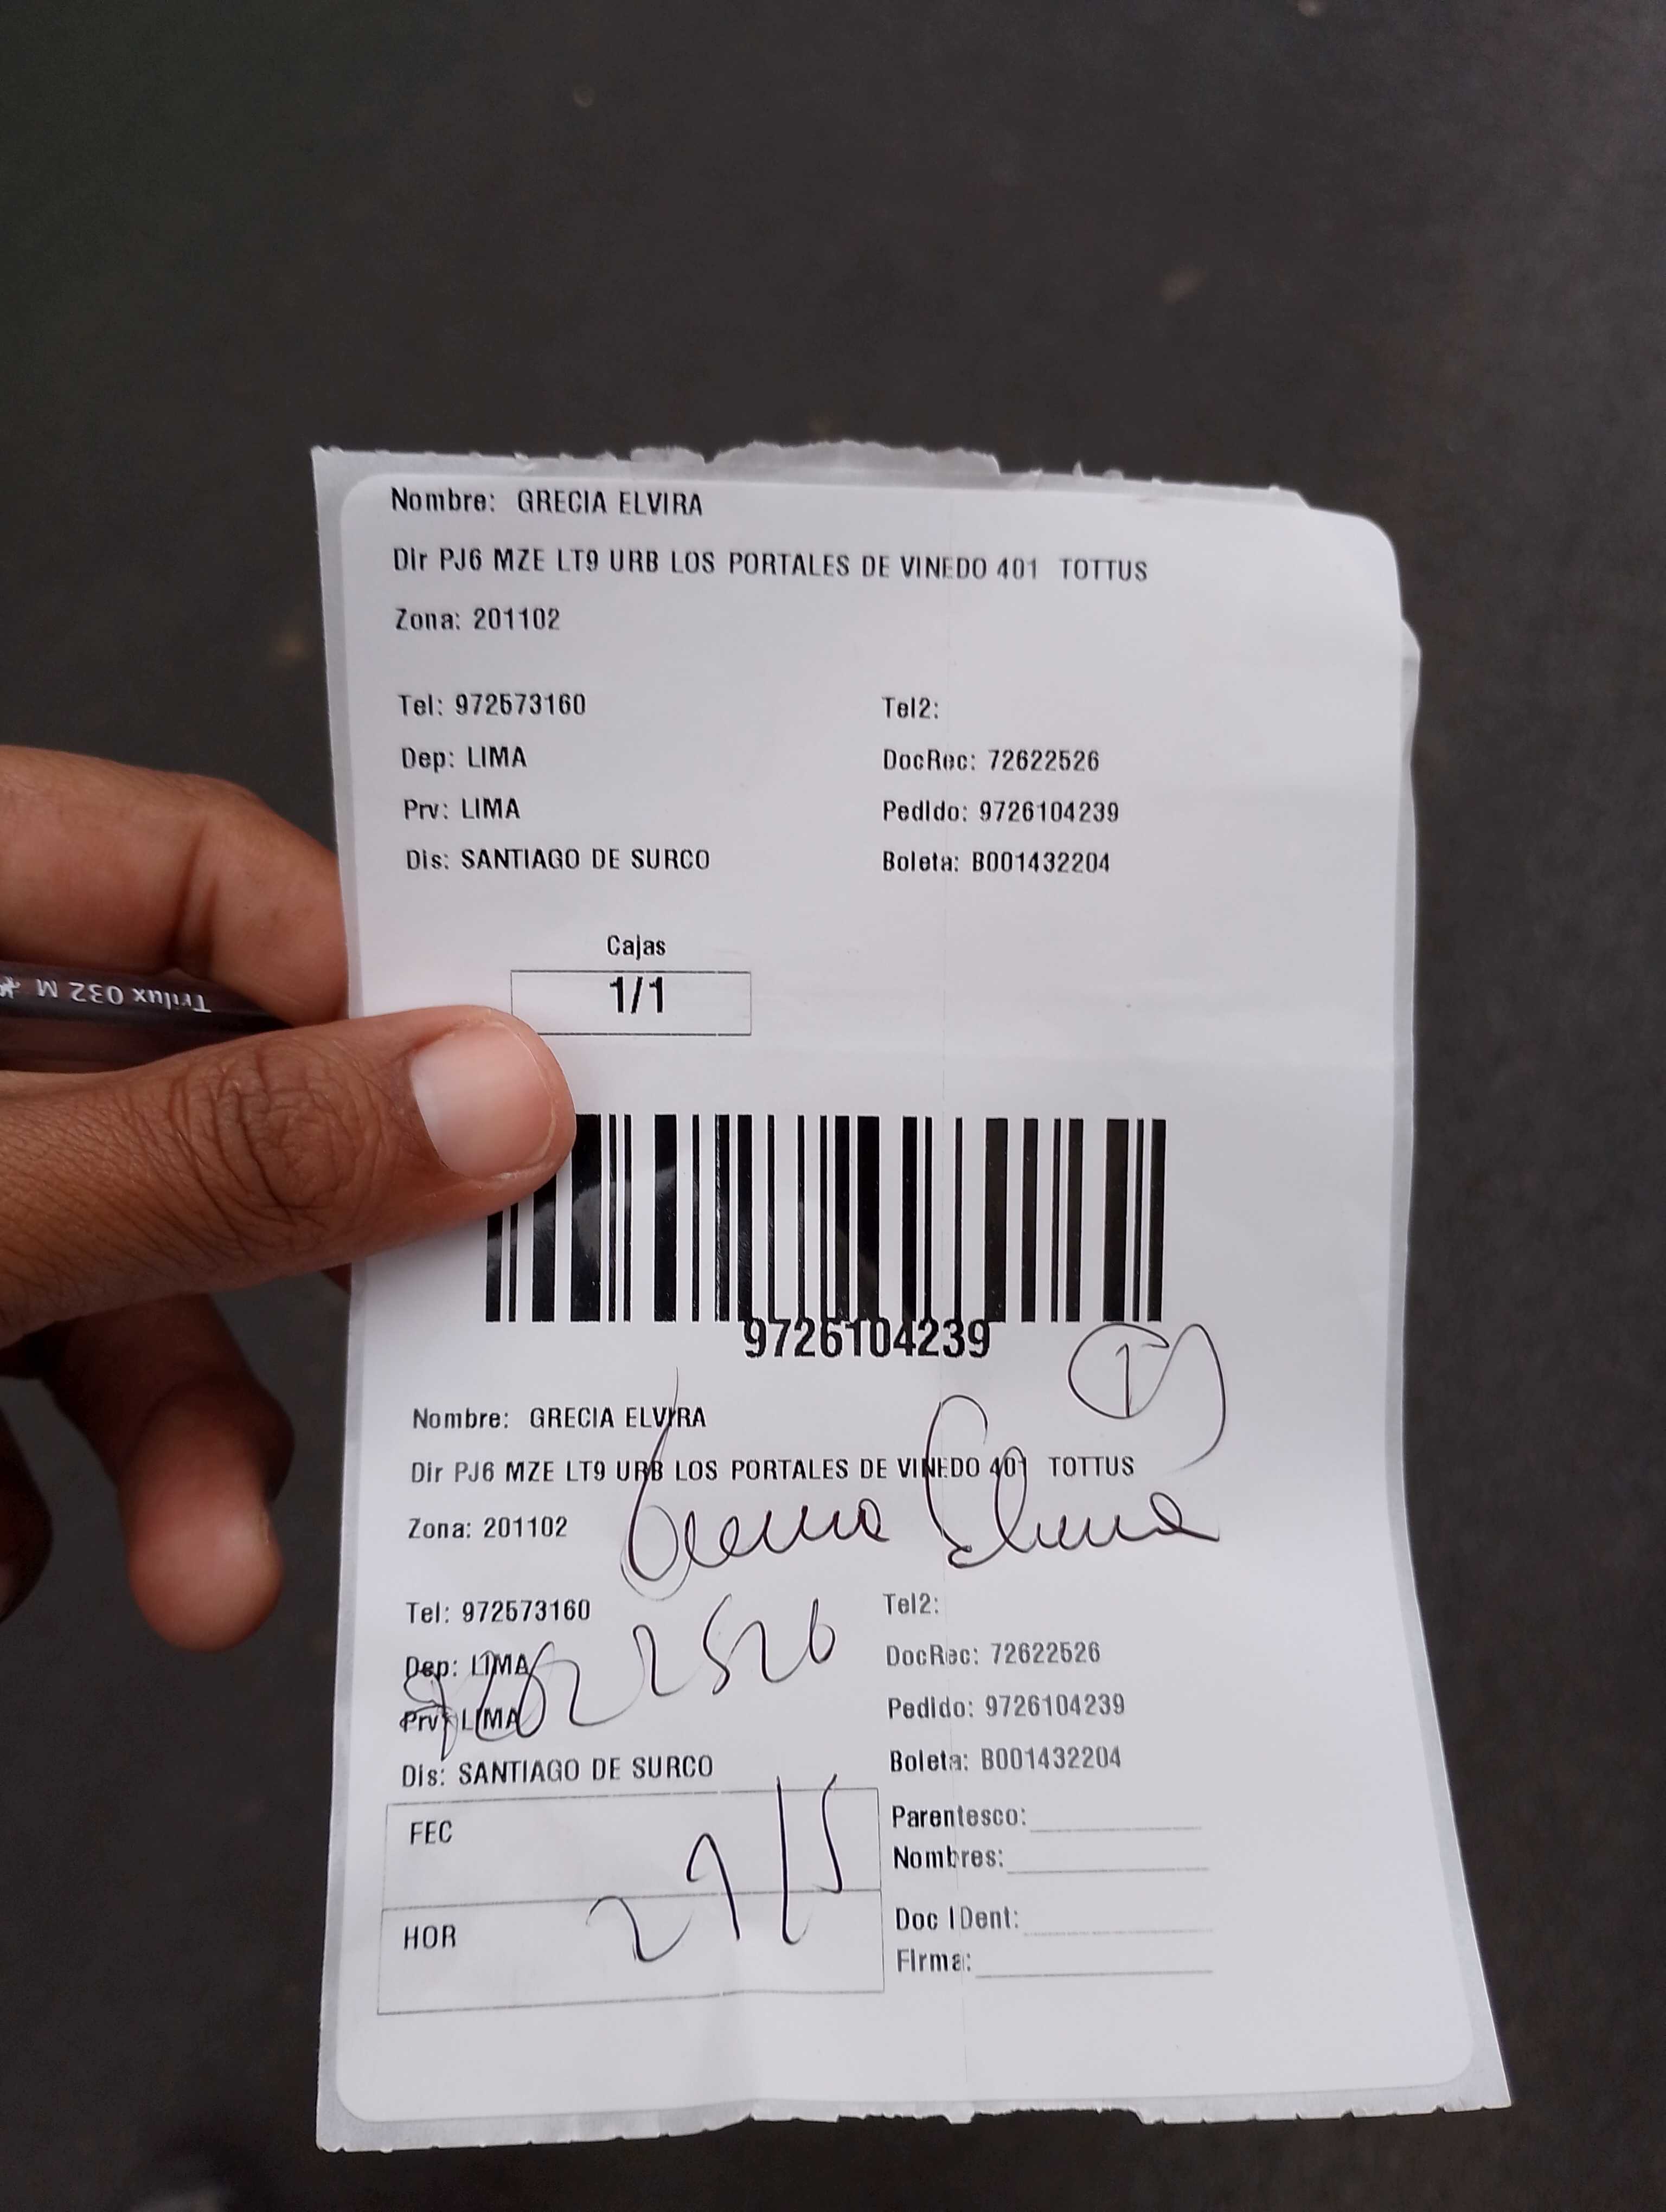 Nombre: GRECIA ELVIRA
Dir PJ6 MZE LT9 URB LOS PORTALES DE VINEDO 401 TOTTUS
Zona: 201102
Tel: 972573160 Tel2:
Dep: LIMA DocRec: 72622526
Prv: LIMA Pedido: 9726104239
Dis: SANTIAGO DE SURCO Boleta: B001432204
Cajas
1/1
Trilux 032 M
9726104239
1
Nombre: GRECIA ELVIRA
Dir PJ6 MZE LT9 URB LOS PORTALES DE VINEDO 401 TOTTUS
Grecia Elvira
Zona: 201102
Tel: 972573160 Tel2:
72622526
Dep: LIMA DocRec: 72622526
Prv: LIMA Pedido: 9726104239
Dis: SANTIAGO DE SURCO Boleta: B001432204
FEC Parentesco:
Nombres:
HOR Doc IDent:
Firma: